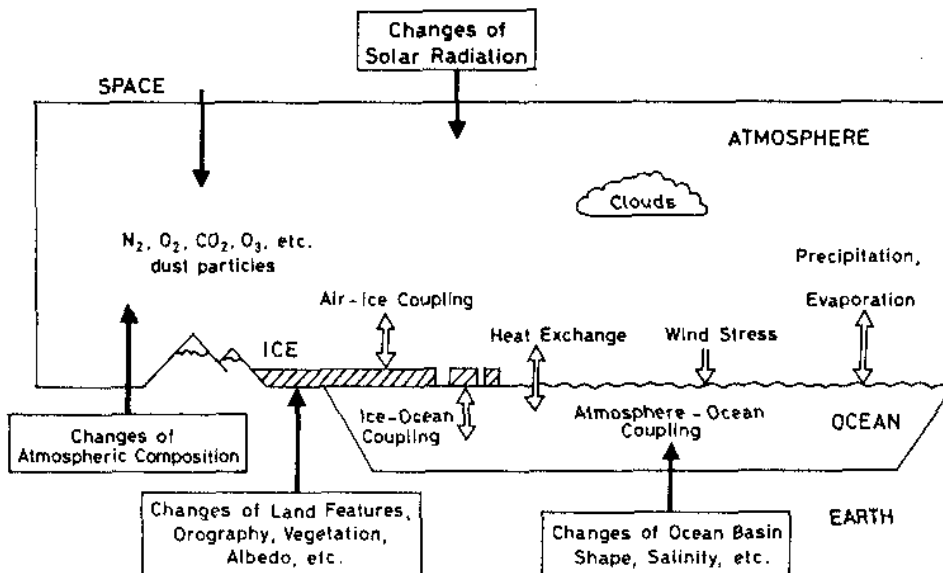 Changes of
Solar Radiation
SPACE
ATMOSPHERE
Clouds
N₂, O₂, CO₂, O₃, etc.
dust particles
Precipitation,
Evaporation
Air-Ice Coupling
Heat Exchange
Wind Stress
ICE
Ice-Ocean
Coupling
Atmosphere-Ocean
Coupling
OCEAN
Changes of
Atmospheric Composition
Changes of Land Features,
Orography, Vegetation,
Albedo, etc.
Changes of Ocean Basin
Shape, Salinity, etc.
EARTH